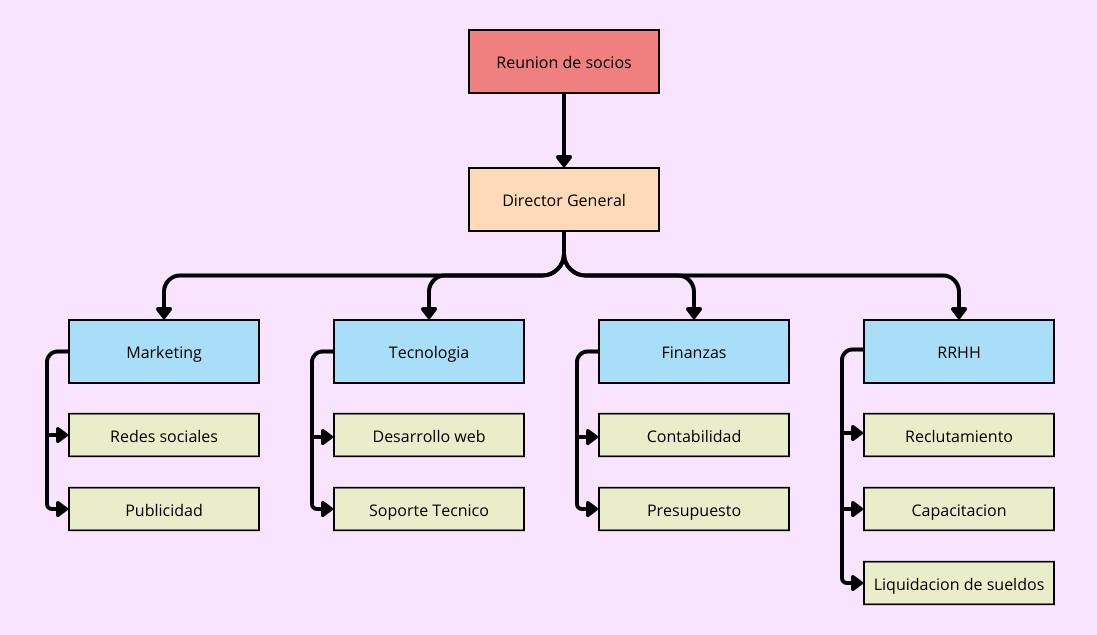 Reunion de socios
Director General
Marketing
Tecnologia
Finanzas
RRHH
Redes sociales
Desarrollo web
Contabilidad
Reclutamiento
Publicidad
Soporte Tecnico
Presupuesto
Capacitacion
Liquidacion de sueldos